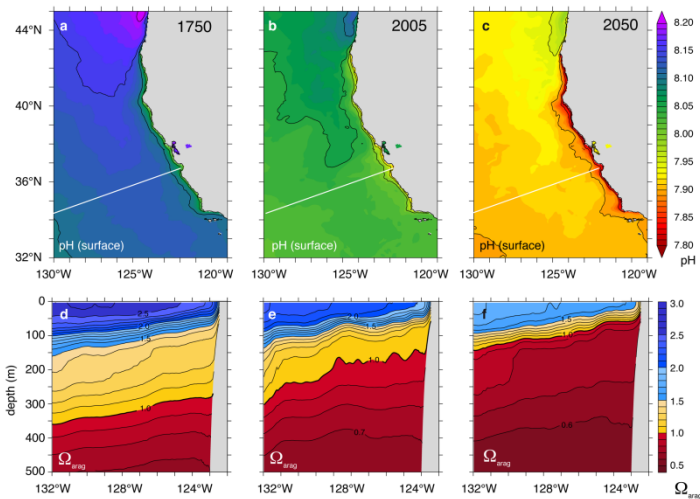 a 1750
b 2005
c 2050
44°N
40°N
36°N
32°N
pH (surface)
pH (surface)
pH (surface)
130°W 125°W 120°W
130°W 125°W 120°W
130°W 125°W 120°W
8.20
8.15
8.10
8.05
8.00
7.95
7.90
7.85
7.80
pH
d
e
f
0
100
200
300
400
500
depth (m)
2.5
2.0
1.5
1.0
2.0
1.5
1.0
0.7
1.5
1.0
Ωarag
Ωarag
Ωarag
132°W 128°W 124°W
132°W 128°W 124°W
132°W 128°W 124°W
3.0
2.5
2.0
1.5
1.0
0.5
Ωarag